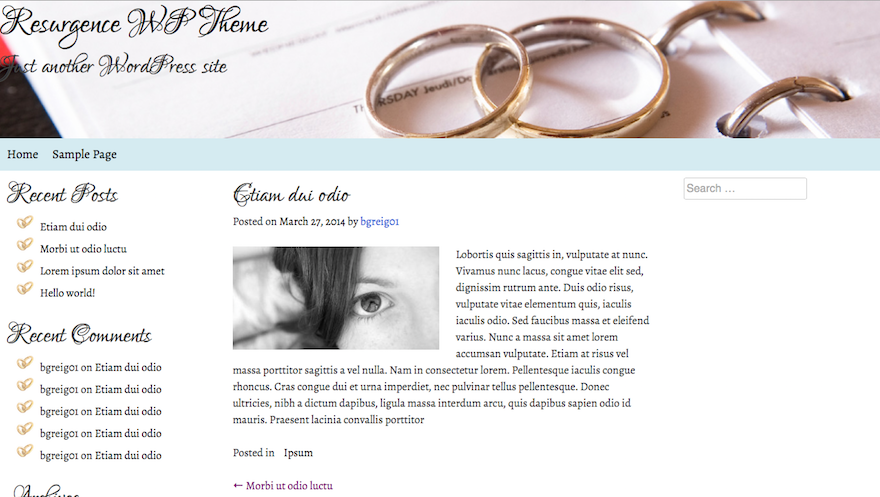 Resurgence WP Theme
Just another WordPress site
THURSDAY Jeudi/Do
Home Sample Page
Recent Posts
Etiam dui odio
Morbi ut odio luctu
Lorem ipsum dolor sit amet
Hello world!
Recent Comments
bgreig01 on Etiam dui odio
bgreig01 on Etiam dui odio
bgreig01 on Etiam dui odio
bgreig01 on Etiam dui odio
bgreig01 on Etiam dui odio
Archives
Etiam dui odio
Posted on March 27, 2014 by bgreig01
Lobortis quis sagittis in, vulputate at nunc.
Vivamus nunc lacus, congue vitae elit sed,
dignissim rutrum ante. Duis odio risus,
vulputate vitae elementum quis, iaculis
iaculis odio. Sed faucibus massa et eleifend
varius. Nunc a massa sit amet lorem
accumsan vulputate. Etiam at risus vel
massa porttitor sagittis a vel nulla. Nam in consectetur lorem. Pellentesque iaculis congue
rhoncus. Cras congue dui et urna imperdiet, nec pulvinar tellus pellentesque. Donec
ultricies, nibh a dictum dapibus, ligula massa interdum arcu, quis dapibus sapien odio id
mauris. Praesent lacinia convallis porttitor
Posted in Ipsum
← Morbi ut odio luctu
Search …